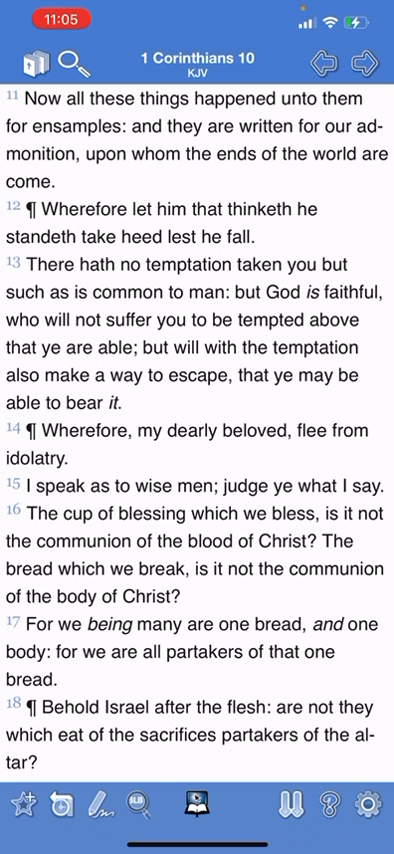 11:05
1 Corinthians 10
KJV
11 Now all these things happened unto them
for ensamples: and they are written for our ad-
monition, upon whom the ends of the world are
come.
12 ¶ Wherefore let him that thinketh he
standeth take heed lest he fall.
13 There hath no temptation taken you but
such as is common to man: but God is faithful,
who will not suffer you to be tempted above
that ye are able; but will with the temptation
also make a way to escape, that ye may be
able to bear it.
14 ¶ Wherefore, my dearly beloved, flee from
idolatry.
15 I speak as to wise men; judge ye what I say.
16 The cup of blessing which we bless, is it not
the communion of the blood of Christ? The
bread which we break, is it not the communion
of the body of Christ?
17 For we being many are one bread, and one
body: for we are all partakers of that one
bread.
18 ¶ Behold Israel after the flesh: are not they
which eat of the sacrifices partakers of the al-
tar?
SLB